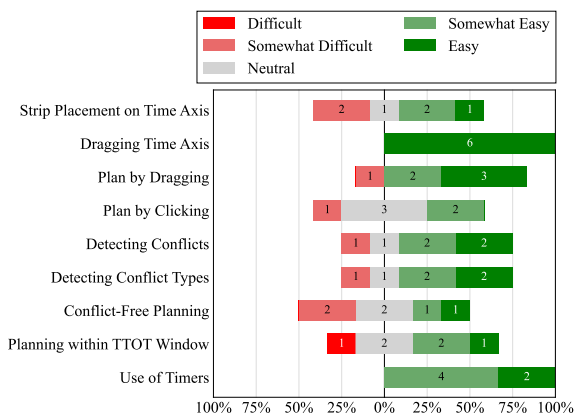 Difficult
Somewhat Difficult
Neutral
Somewhat Easy
Easy
Strip Placement on Time Axis 2 1 2 1
Dragging Time Axis 6
Plan by Dragging 1 2 3
Plan by Clicking 1 3 2
Detecting Conflicts 1 1 2 2
Detecting Conflict Types 1 1 2 2
Conflict-Free Planning 2 2 1 1
Planning within TTOT Window 1 2 2 1
Use of Timers 4 2
100% 75% 50% 25% 0% 25% 50% 75% 100%